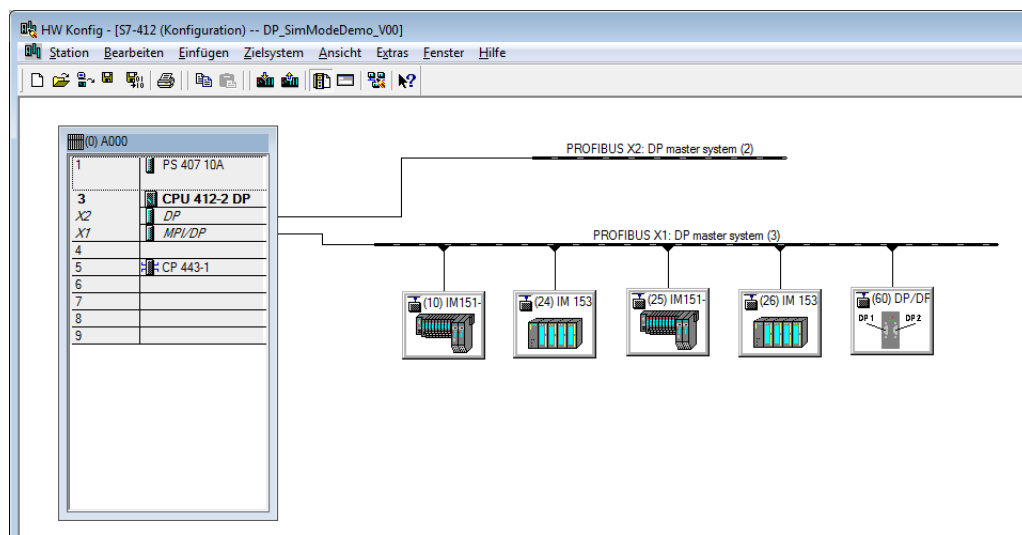 HW Konfig - [S7-412 (Konfiguration) -- DP_SimModeDemo_V00]
Station Bearbeiten Einfügen Zielsystem Ansicht Extras Fenster Hilfe
(0) A000
1 PS 407 10A
3 CPU 412-2 DP
X2 DP
X1 MPI/DP
4
5 CP 443-1
6
7
8
9
PROFIBUS X2: DP master system (2)
PROFIBUS X1: DP master system (3)
(10) IM151-
(24) IM 153
(25) IM151-
(26) IM 153
(60) DP/DF
DP 1 DP 2